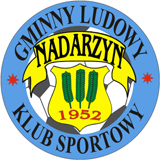 GMINNY LUDOWY
NADARZYN
1952
KLUB SPORTOWY